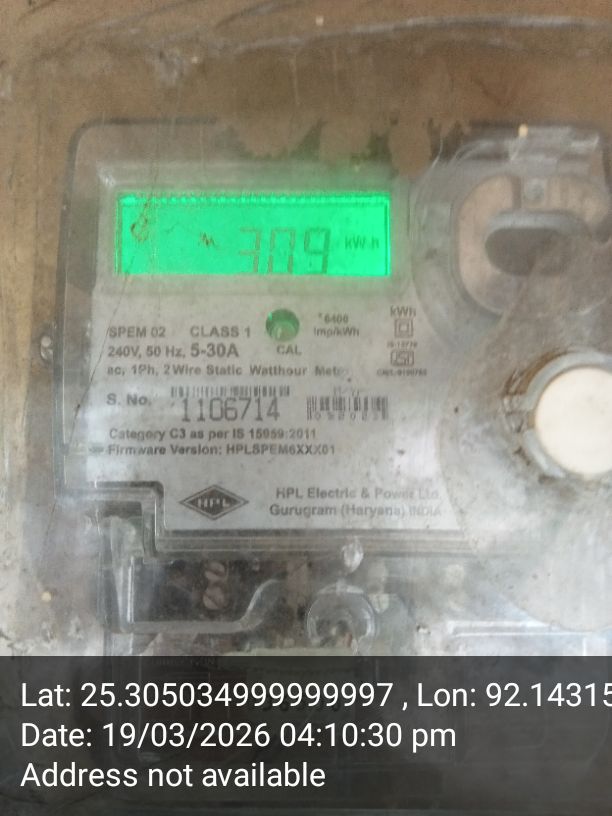 309 kW h
SPEM 02 CLASS 1
*6400
imp/kWh
kWh
240V, 50 Hz, 5-30A
CAL
ac, 1Ph, 2 Wire Static Watthour
S. No. 1106714
Category C3 as per IS 15959:2011
Firmware Version: HPLSPEM6XXX01
HPL
HPL Electric & Power Ltd.
Gurugram (Haryana) INDIA
Lat: 25.305034999999997 , Lon: 92.14315
Date: 19/03/2026 04:10:30 pm
Address not available